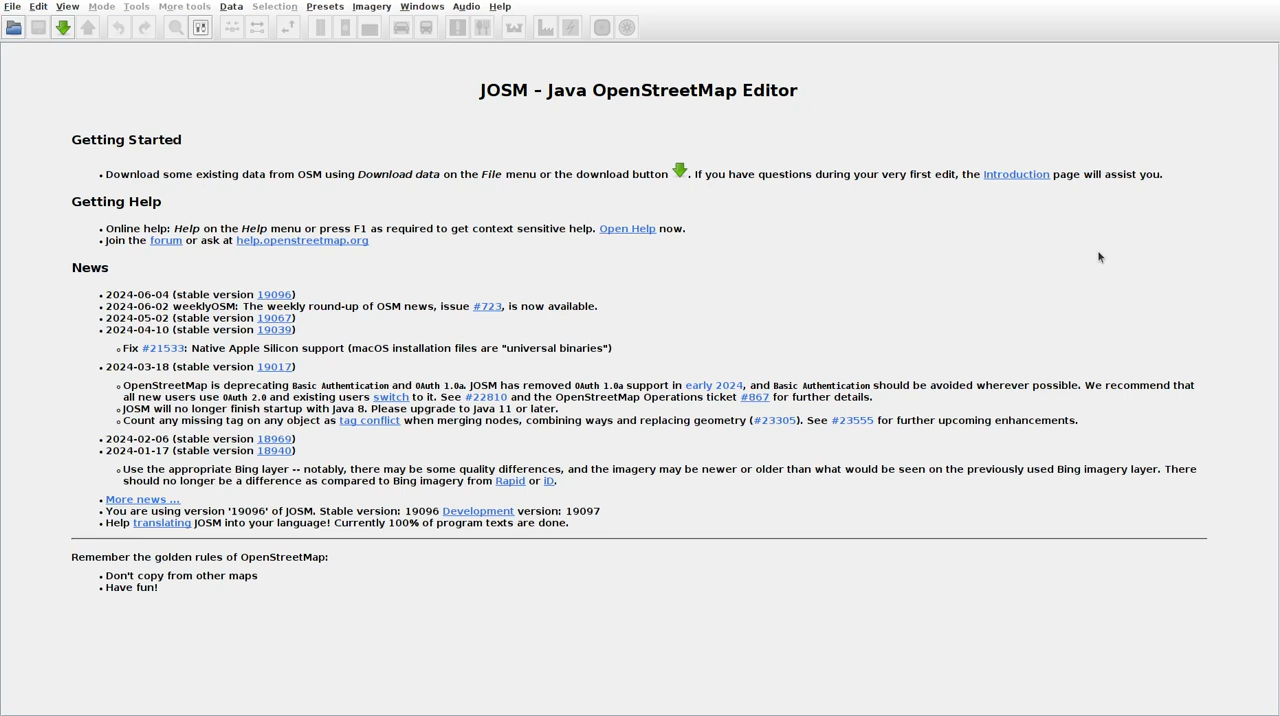 File Edit View Mode Tools More tools Data Selection Presets Imagery Windows Audio Help
JOSM – Java OpenStreetMap Editor
Getting Started
• Download some existing data from OSM using Download data on the File menu or the download button . If you have questions during your very first edit, the Introduction page will assist you.
Getting Help
• Online help: Help on the Help menu or press F1 as required to get context sensitive help. Open Help now.
• Join the forum or ask at help.openstreetmap.org
News
• 2024-06-04 (stable version 19096)
• 2024-06-02 weeklyOSM: The weekly round-up of OSM news, issue #723, is now available.
• 2024-05-02 (stable version 19067)
• 2024-04-10 (stable version 19039)
◦ Fix #21533: Native Apple Silicon support (macOS installation files are "universal binaries")
• 2024-03-18 (stable version 19017)
◦ OpenStreetMap is deprecating Basic Authentication and OAuth 1.0a. JOSM has removed OAuth 1.0a support in early 2024, and Basic Authentication should be avoided wherever possible. We recommend that
all new users use OAuth 2.0 and existing users switch to it. See #22810 and the OpenStreetMap Operations ticket #867 for further details.
◦ JOSM will no longer finish startup with Java 8. Please upgrade to Java 11 or later.
◦ Count any missing tag on any object as tag conflict when merging nodes, combining ways and replacing geometry (#23305). See #23555 for further upcoming enhancements.
• 2024-02-06 (stable version 18969)
• 2024-01-17 (stable version 18940)
◦ Use the appropriate Bing layer -- notably, there may be some quality differences, and the imagery may be newer or older than what would be seen on the previously used Bing imagery layer. There
should no longer be a difference as compared to Bing imagery from Rapid or iD.
• More news ...
• You are using version '19096' of JOSM. Stable version: 19096 Development version: 19097
• Help translating JOSM into your language! Currently 100% of program texts are done.
Remember the golden rules of OpenStreetMap:
• Don't copy from other maps
• Have fun!